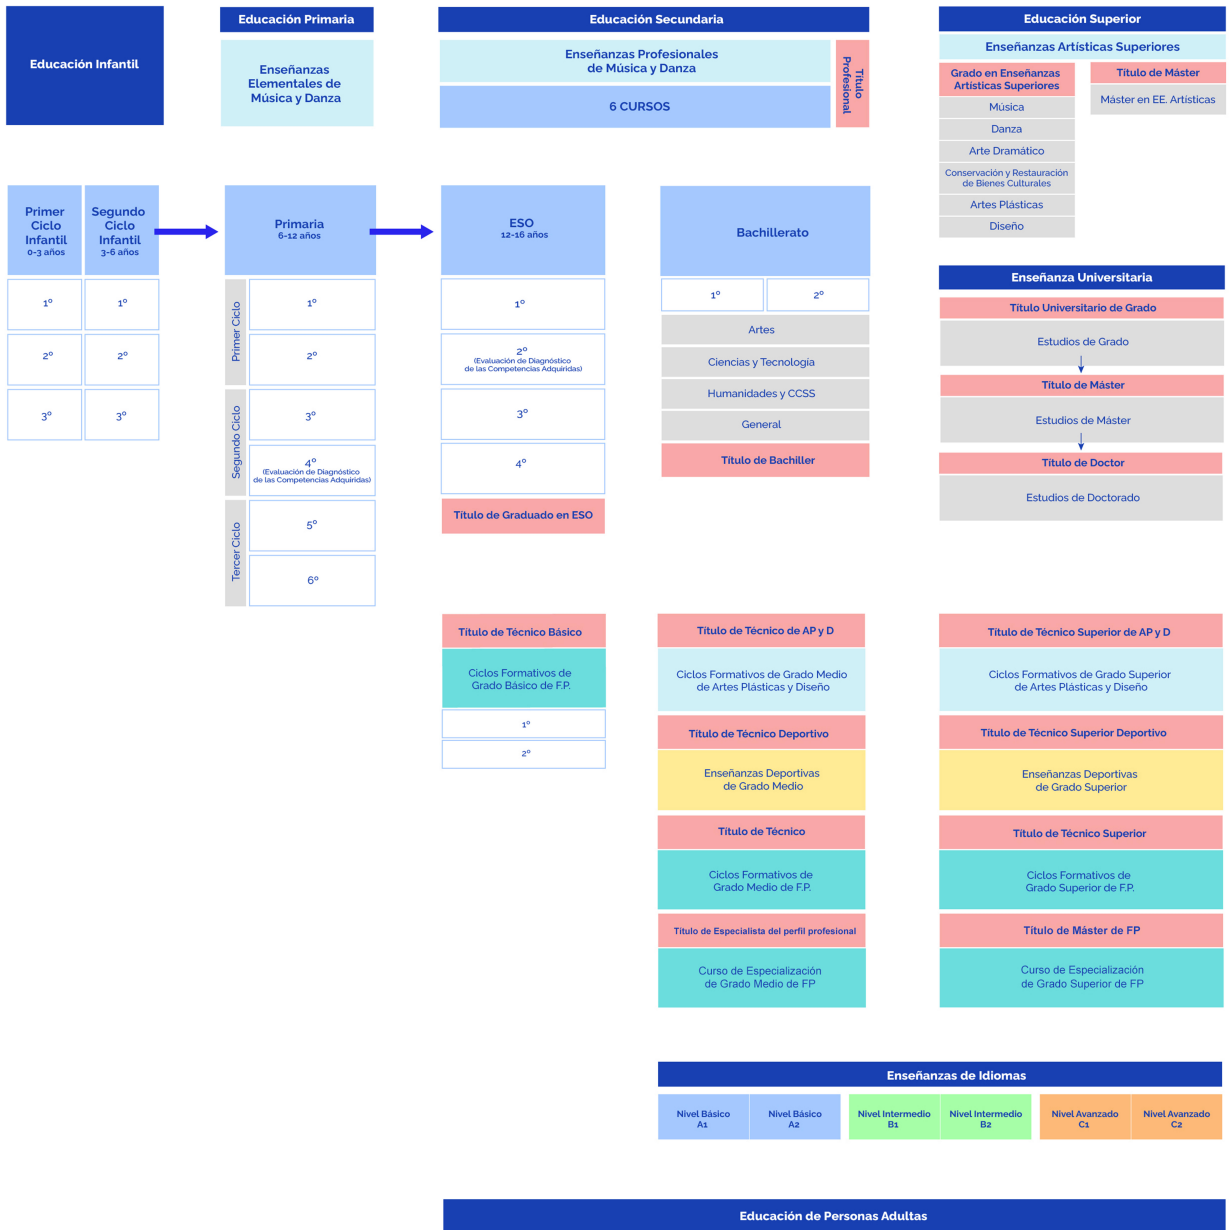 Educación Infantil
Educación Primaria
Enseñanzas
Elementales de
Música y Danza
Educación Secundaria
Enseñanzas Profesionales
de Música y Danza
6 CURSOS
Título
Profesional
Educación Superior
Enseñanzas Artísticas Superiores
Grado en Enseñanzas
Artísticas Superiores
Música
Danza
Arte Dramático
Conservación y Restauración
de Bienes Culturales
Artes Plásticas
Diseño
Título de Máster
Máster en EE. Artísticas
Primer
Ciclo
Infantil
0-3 años
1º
2º
3º
Segundo
Ciclo
Infantil
3-6 años
1º
2º
3º
Primaria
6-12 años
Primer Ciclo
1º
2º
Segundo Ciclo
3º
4º
(Evaluación de Diagnóstico
de las Competencias Adquiridas)
Tercer Ciclo
5º
6º
ESO
12-16 años
1º
2º
(Evaluación de Diagnóstico
de las Competencias Adquiridas)
3º
4º
Título de Graduado en ESO
Bachillerato
1º
2º
Artes
Ciencias y Tecnología
Humanidades y CCSS
General
Título de Bachiller
Enseñanza Universitaria
Título Universitario de Grado
Estudios de Grado
Título de Máster
Estudios de Máster
Título de Doctor
Estudios de Doctorado
Título de Técnico Básico
Ciclos Formativos de
Grado Básico de F.P.
1º
2º
Título de Técnico de AP y D
Ciclos Formativos de Grado Medio
de Artes Plásticas y Diseño
Título de Técnico Deportivo
Enseñanzas Deportivas
de Grado Medio
Título de Técnico
Ciclos Formativos de
Grado Medio de F.P.
Título de Especialista del perfil profesional
Curso de Especialización
de Grado Medio de FP
Título de Técnico Superior de AP y D
Ciclos Formativos de Grado Superior
de Artes Plásticas y Diseño
Título de Técnico Superior Deportivo
Enseñanzas Deportivas
de Grado Superior
Título de Técnico Superior
Ciclos Formativos de
Grado Superior de F.P.
Título de Máster de FP
Curso de Especialización
de Grado Superior de FP
Enseñanzas de Idiomas
Nivel Básico
A1
Nivel Básico
A2
Nivel Intermedio
B1
Nivel Intermedio
B2
Nivel Avanzado
C1
Nivel Avanzado
C2
Educación de Personas Adultas